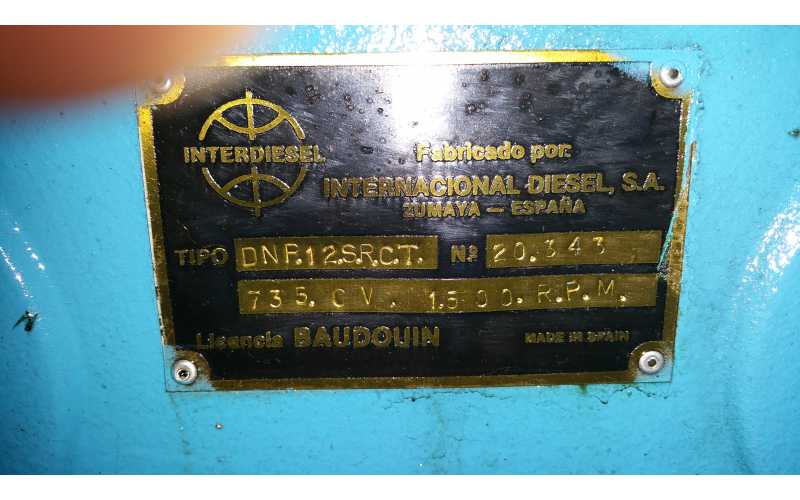 INTERDIESEL
Fabricado por:
INTERNACIONAL DIESEL, S.A.
ZUMAYA — ESPAÑA
TIPO DNP.12.S.R.C.T. Nº 20.343
735. C V. 1.500. R.P.M.
Licencia BAUDOUIN MADE IN SPAIN